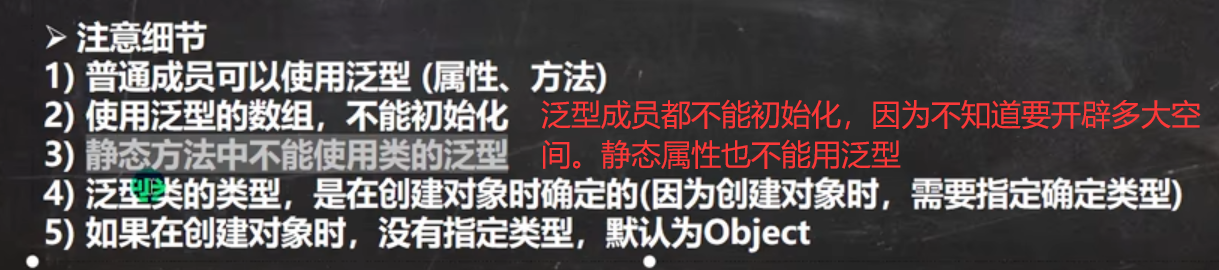 ➢ 注意细节
1) 普通成员可以使用泛型 (属性、方法)
2) 使用泛型的数组，不能初始化
泛型成员都不能初始化，因为不知道要开辟多大空
间。静态属性也不能用泛型
3) 静态方法中不能使用类的泛型
4) 泛型类的类型，是在创建对象时确定的(因为创建对象时，需要指定确定类型)
5) 如果在创建对象时，没有指定类型，默认为Object